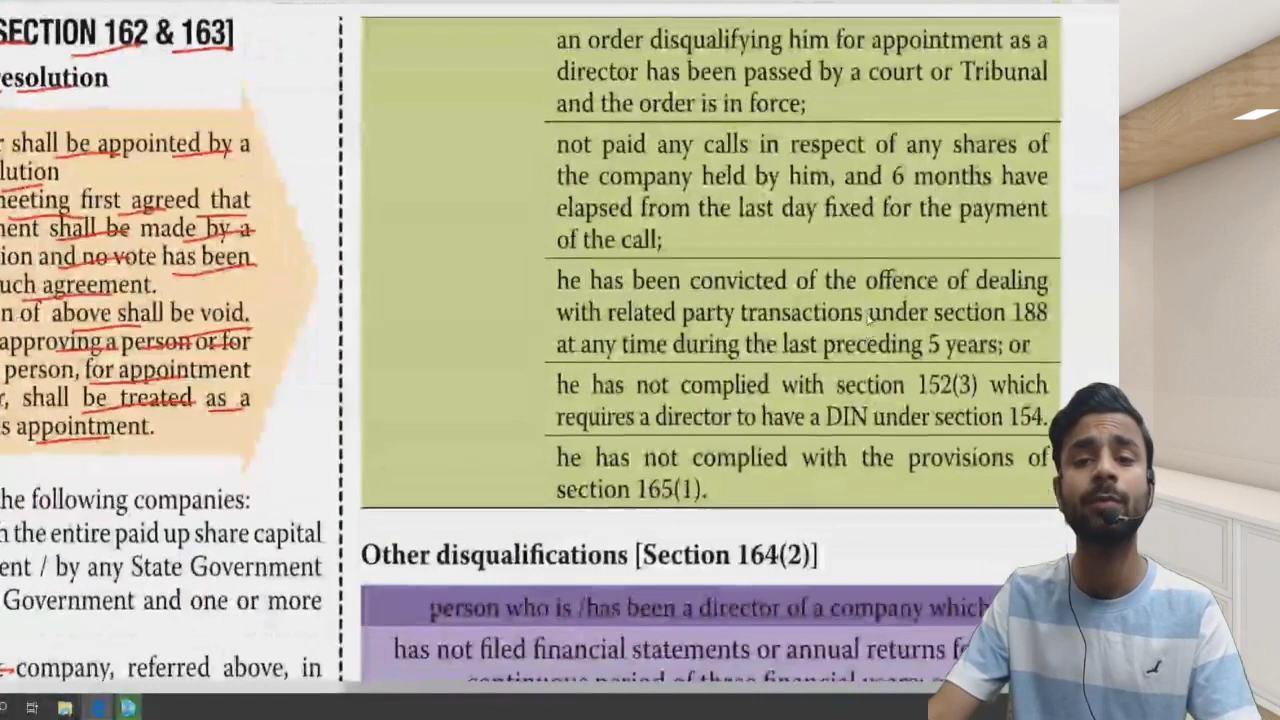 SECTION 162 & 163]
resolution
shall be appointed by a
lution
meeting first agreed that
ment shall be made by a
ion and no vote has been
uch agreement.
n of above shall be void.
approving a person or for
person, for appointment
r, shall be treated as a
s appointment.
the following companies:
the entire paid up share capital
ent / by any State Government
Government and one or more
company, referred above, in
an order disqualifying him for appointment as a
director has been passed by a court or Tribunal
and the order is in force;
not paid any calls in respect of any shares of
the company held by him, and 6 months have
elapsed from the last day fixed for the payment
of the call;
he has been convicted of the offence of dealing
with related party transactions under section 188
at any time during the last preceding 5 years; or
he has not complied with section 152(3) which
requires a director to have a DIN under section 154.
he has not complied with the provisions of
section 165(1).
Other disqualifications [Section 164(2)]
person who is /has been a director of a company which
has not filed financial statements or annual returns
continuous period of three financial years;